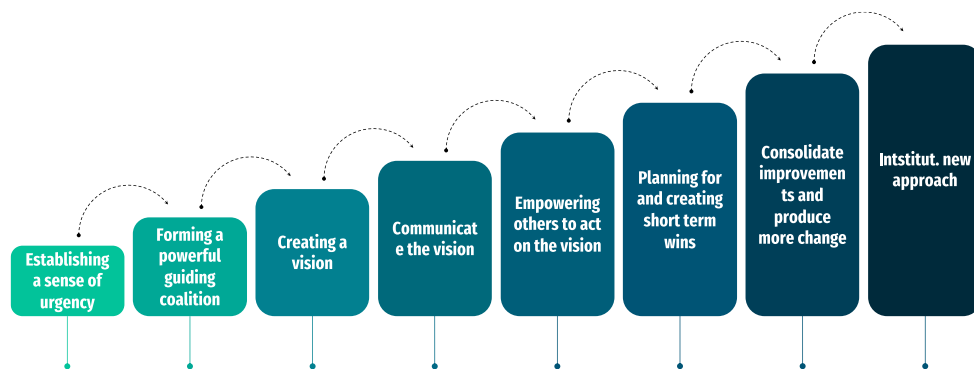 Establishing
a sense of
urgency
Forming a
powerful
guiding
coalition
Creating a
vision
Communicat
e the vision
Empowering
others to act
on the vision
Planning for
and creating
short term
wins
Consolidate
improvemen
ts and
produce
more change
Intstitut. new
approach